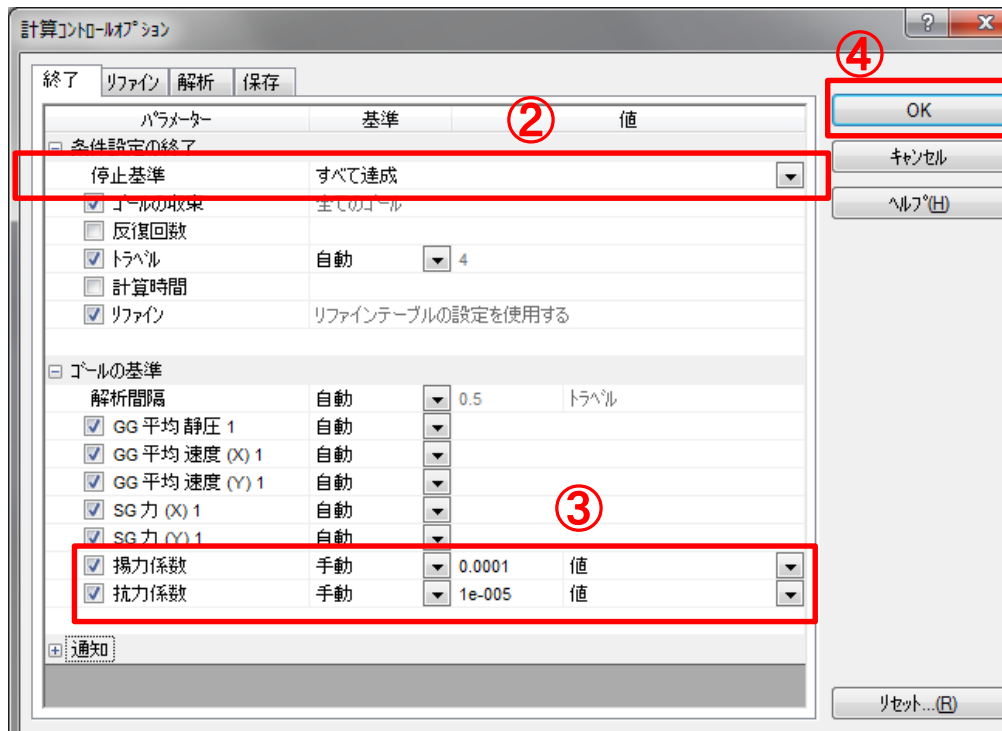 計算コントロールオプション
④
終了 リファイン 解析 保存
OK
パラメーター 基準 ② 値
条件設定の終了
キャンセル
停止基準 すべて達成
ゴールの収束 全てのゴール
ヘルプ(H)
反復回数
トラベル 自動 4
計算時間
リファイン リファインテーブルの設定を使用する
ゴールの基準
解析間隔 自動 0.5 トラベル
GG 平均 静圧 1 自動
GG 平均 速度 (X) 1 自動
GG 平均 速度 (Y) 1 自動
SG 力 (X) 1 自動
③
SG 力 (Y) 1 自動
揚力係数 手動 0.0001 値
抗力係数 手動 1e-005 値
通知
リセット...(R)